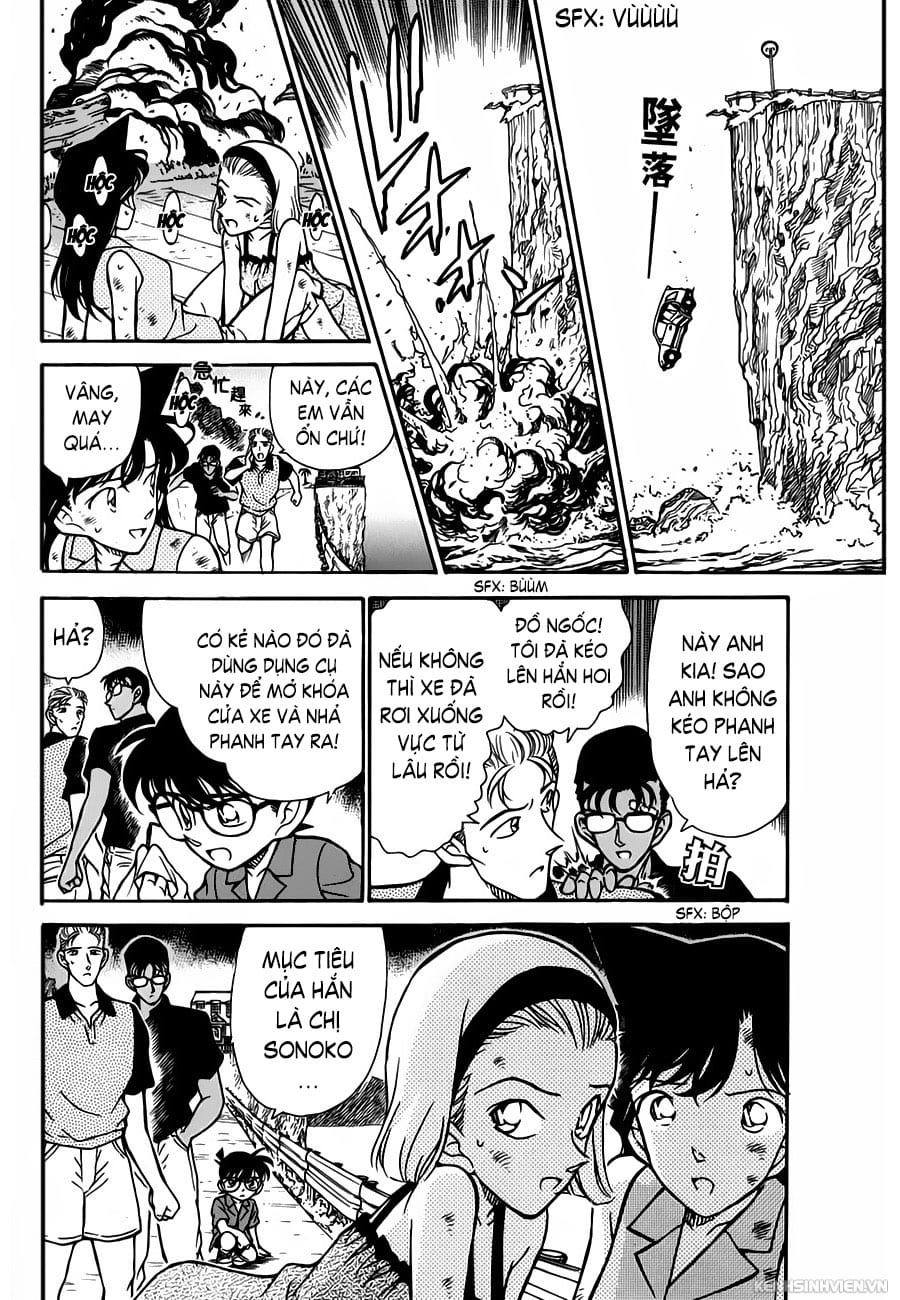 SFX: VÙÙÙÙ
墜
落
HỘC
HỘC
HỘC
HỘC
SFX: BÙÙM
NÀY, CÁC
EM VẪN
ỔN CHỨ!
急
忙
趕
來
HỘC
VÂNG,
MAY
QUÁ...
NÀY ANH
KIA! SAO
ANH KHÔNG
KÉO PHANH
TAY LÊN
HẢ?
ĐỒ NGỐC!
TÔI ĐÃ KÉO
LÊN HẲN HOI
RỒI!
NẾU KHÔNG
THÌ XE ĐÃ
RƠI XUỐNG
VỰC TỪ
LÂU RỒI!
拍
SFX: BỘP
CÓ KẺ NÀO ĐÓ ĐÃ
DÙNG DỤNG CỤ
NÀY ĐỂ MỞ KHÓA
CỬA XE VÀ NHẢ
PHANH TAY RA!
HẢ?
MỤC TIÊU
CỦA HẮN
LÀ CHỊ
SONOKO
...
KENHSINHVIEN.VN